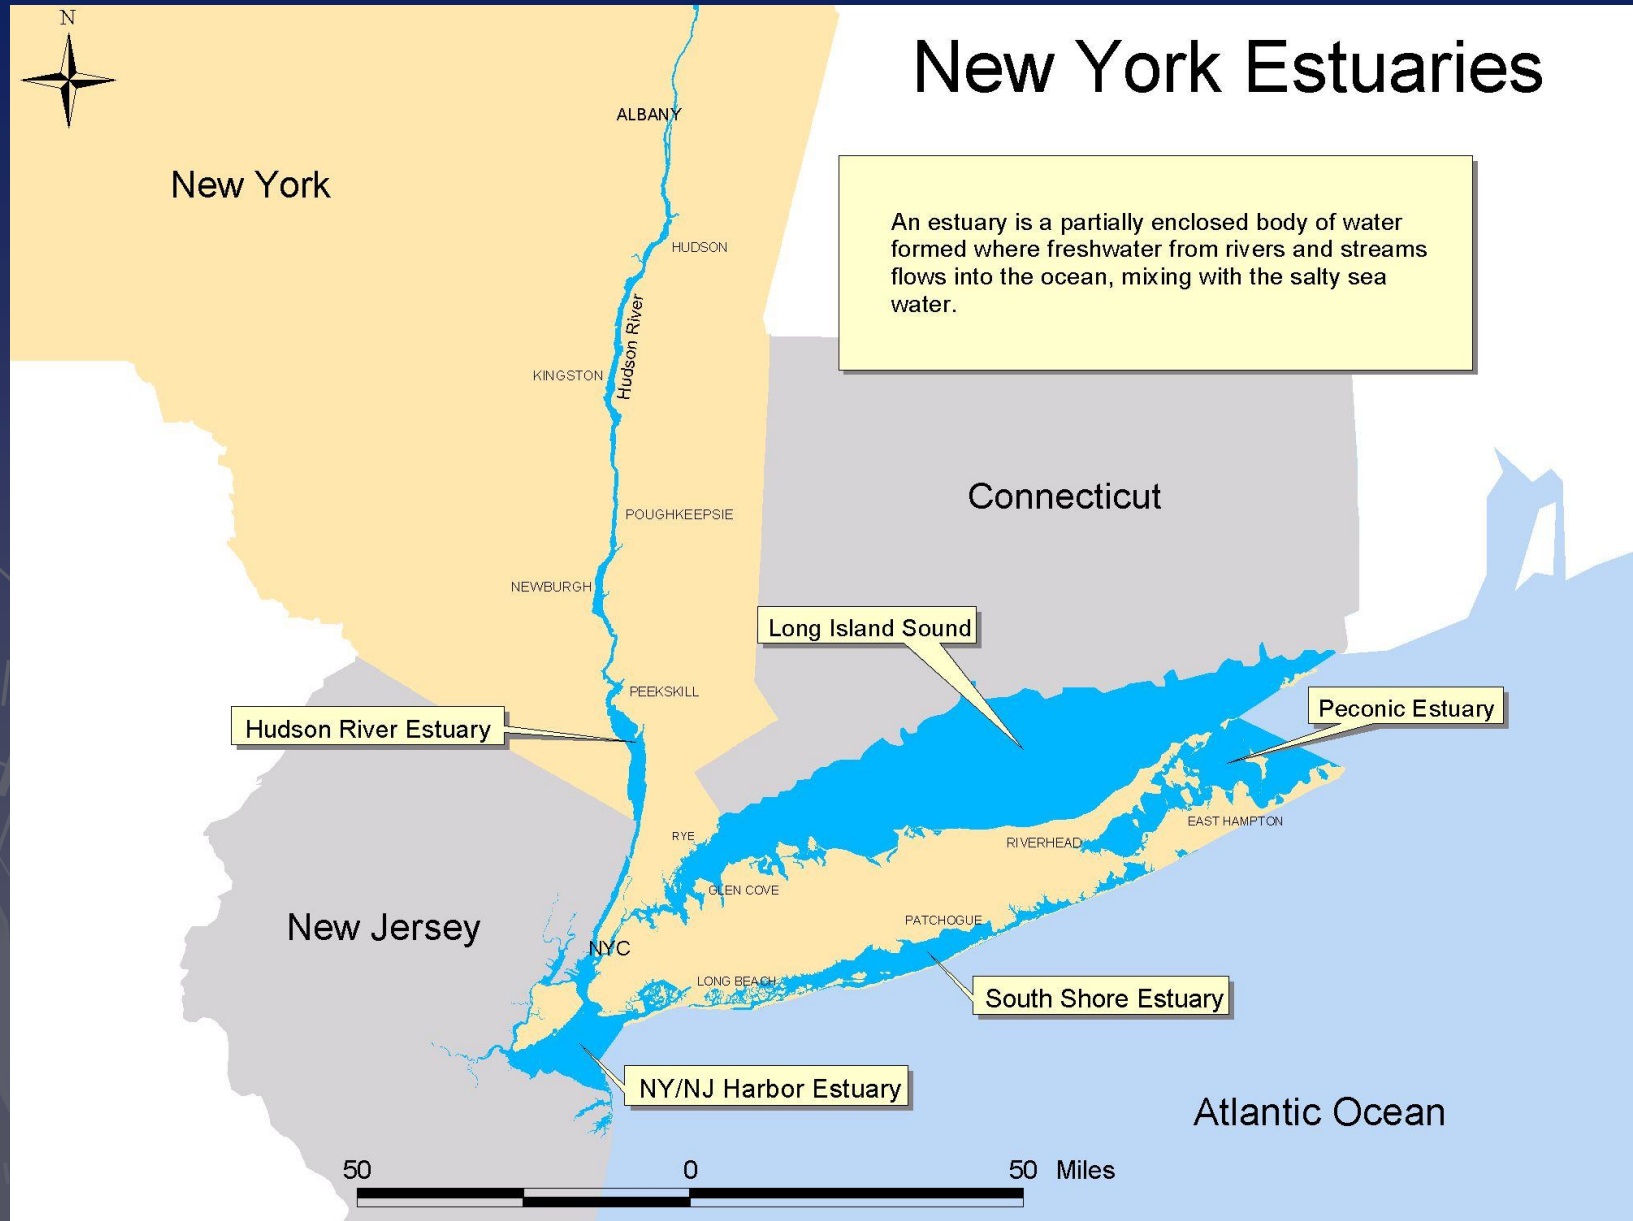 N
New York Estuaries
ALBANY
New York
An estuary is a partially enclosed body of water
formed where freshwater from rivers and streams
flows into the ocean, mixing with the salty sea
water.
HUDSON
Hudson River
KINGSTON
Connecticut
POUGHKEEPSIE
NEWBURGH
Long Island Sound
PEEKSKILL
Peconic Estuary
Hudson River Estuary
EAST HAMPTON
RYE
RIVERHEAD
GLEN COVE
PATCHOGUE
New Jersey
NYC
LONG BEACH
South Shore Estuary
NY/NJ Harbor Estuary
Atlantic Ocean
50 0 50 Miles